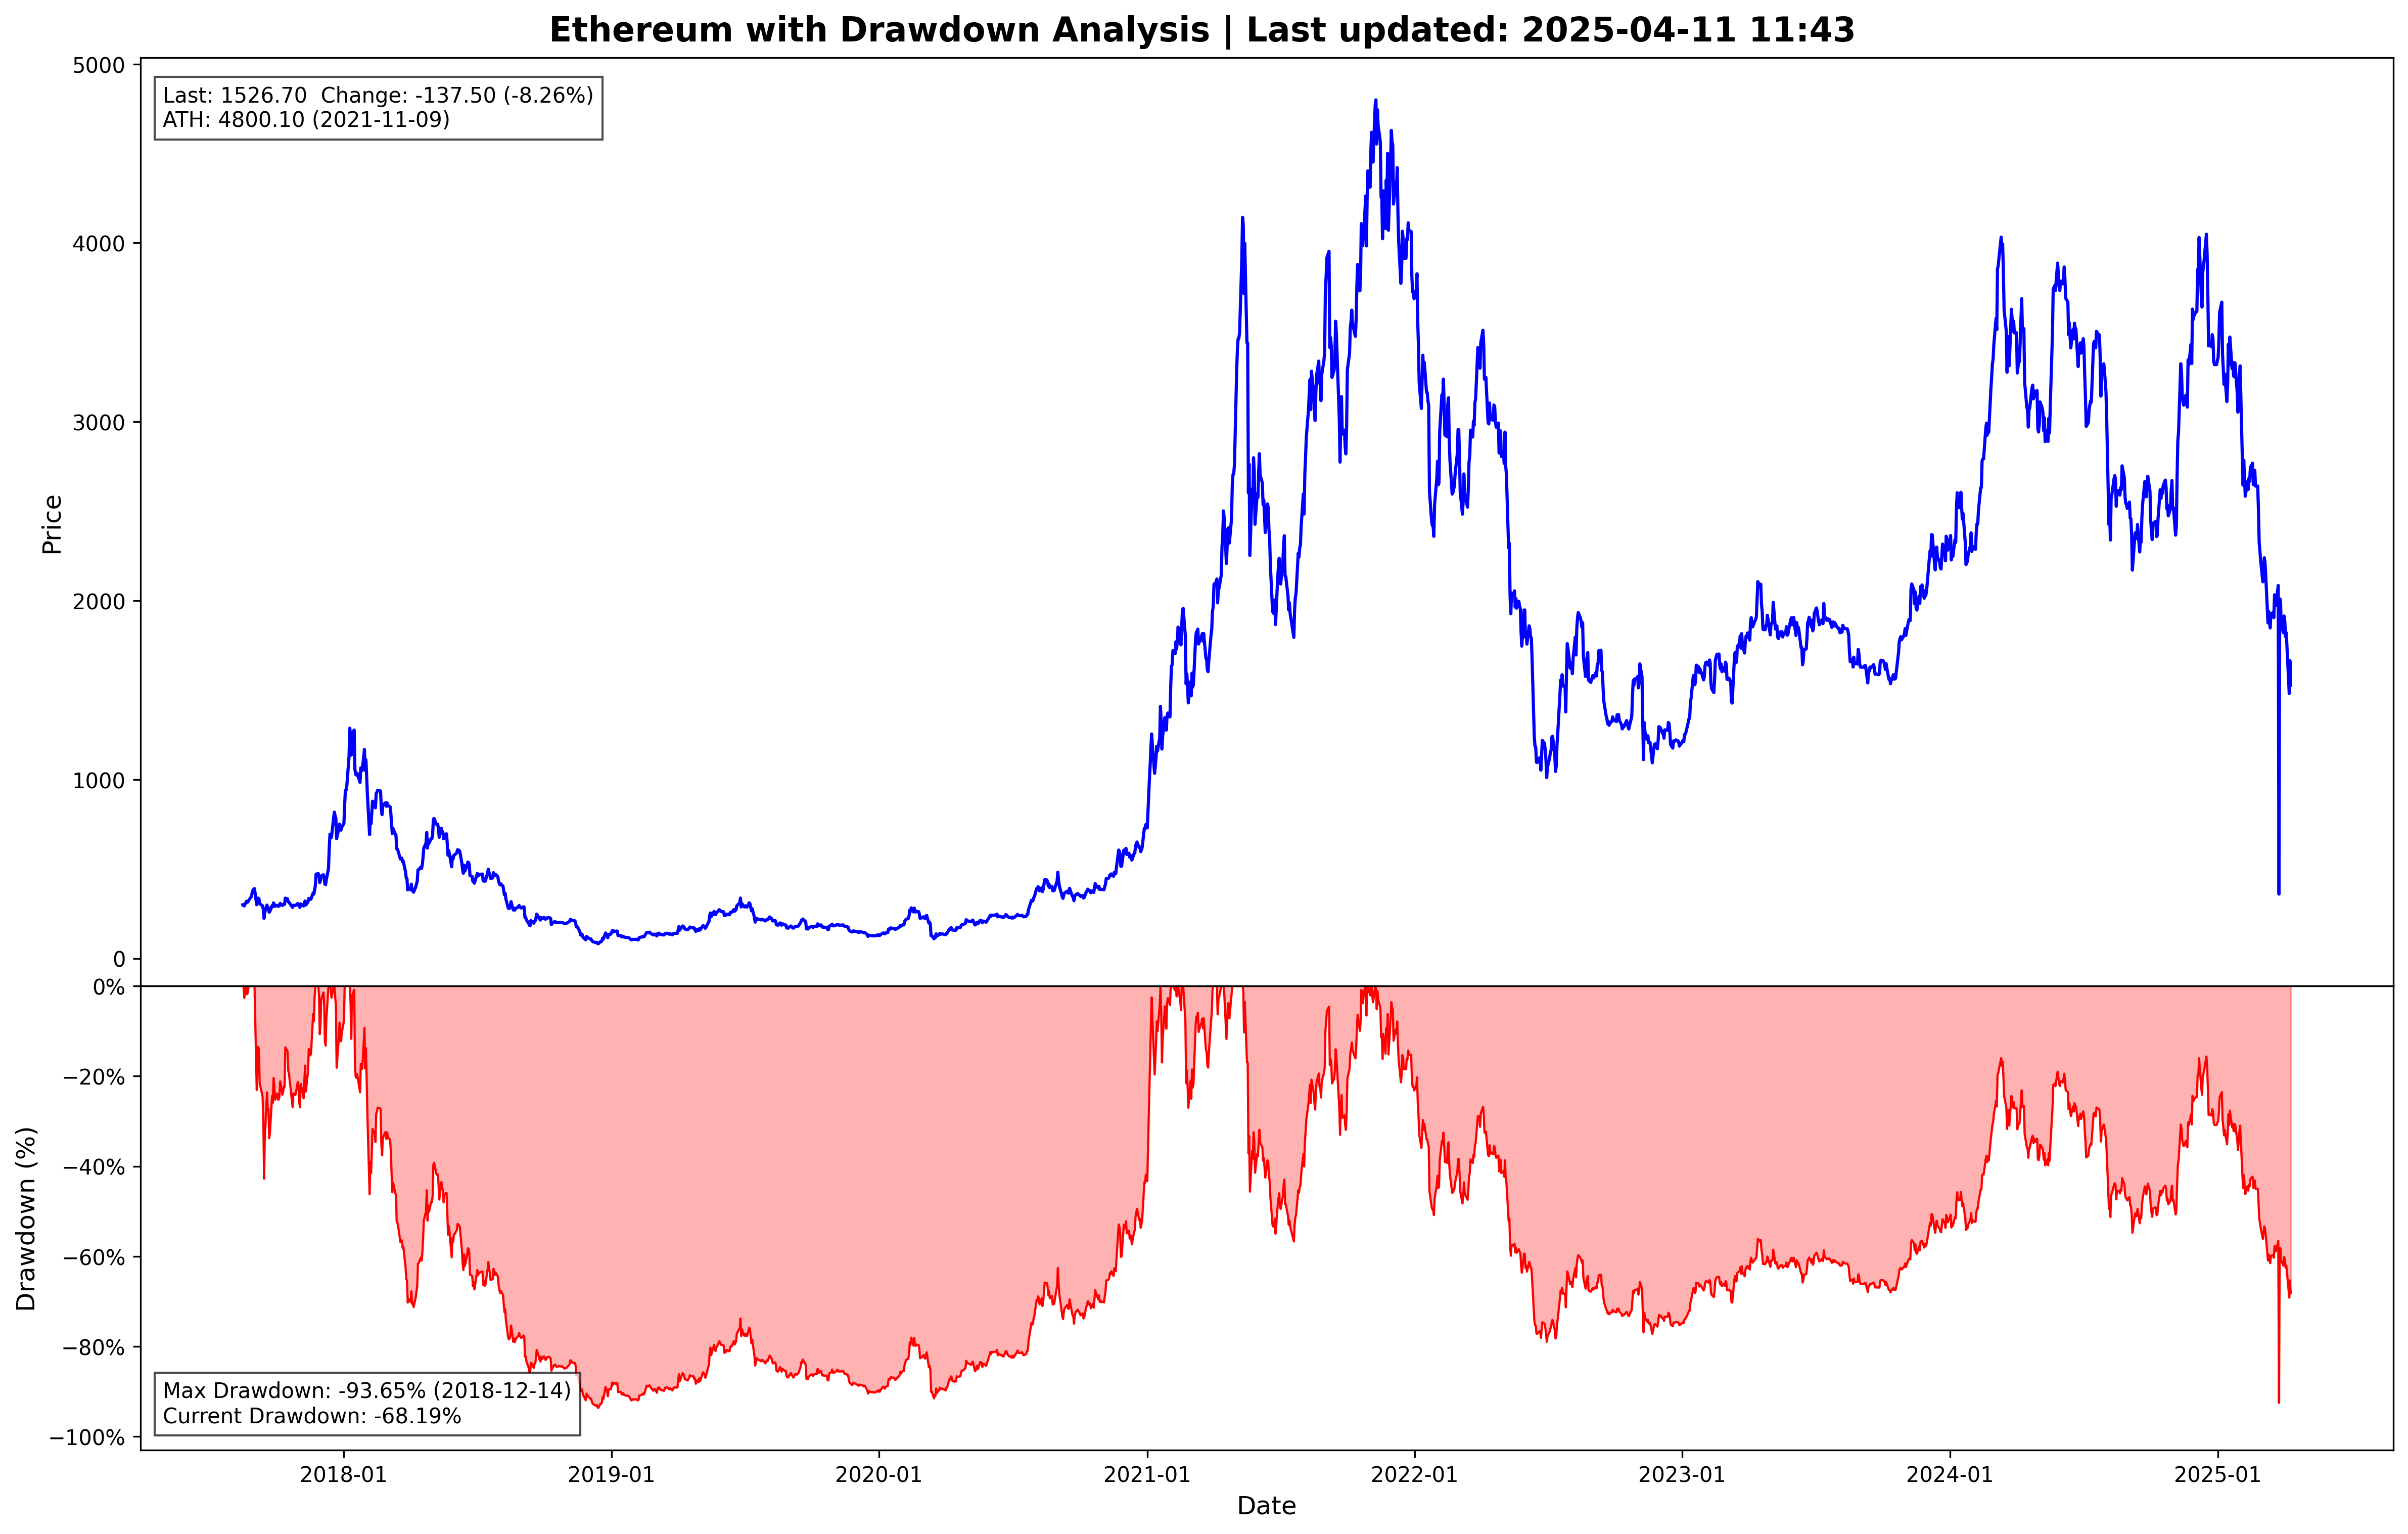 Ethereum with Drawdown Analysis | Last updated: 2025-04-11 11:43
5000
Last: 1526.70  Change: -137.50 (-8.26%)
ATH: 4800.10 (2021-11-09)
4000
3000
Price
2000
1000
0
0%
−20%
−40%
Drawdown (%)
−60%
−80%
Max Drawdown: -93.65% (2018-12-14)
Current Drawdown: -68.19%
−100%
2018-01 2019-01 2020-01 2021-01 2022-01 2023-01 2024-01 2025-01
Date